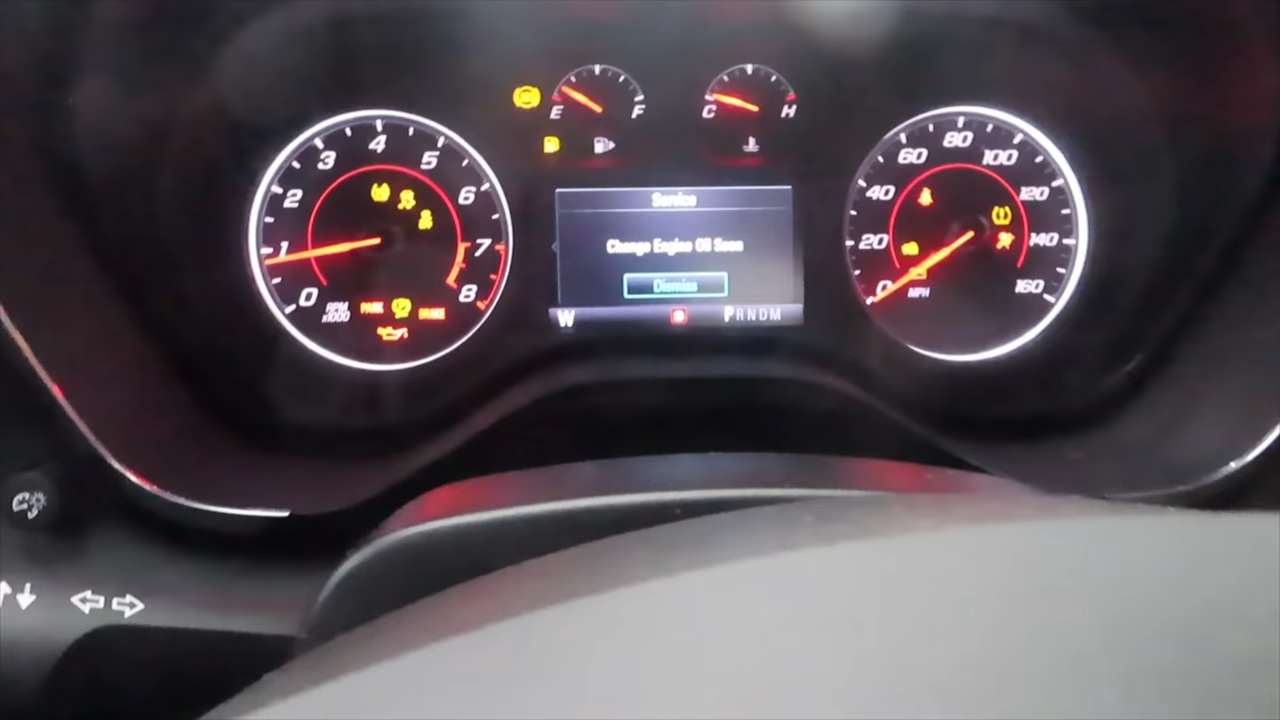 E F
C H
0 1 2 3 4 5 6 7 8
RPM
x1000
PARK BRAKE
Service
Change Engine Oil Soon
Dismiss
W PRNDM
0 20 40 60 80 100 120 140 160
MPH